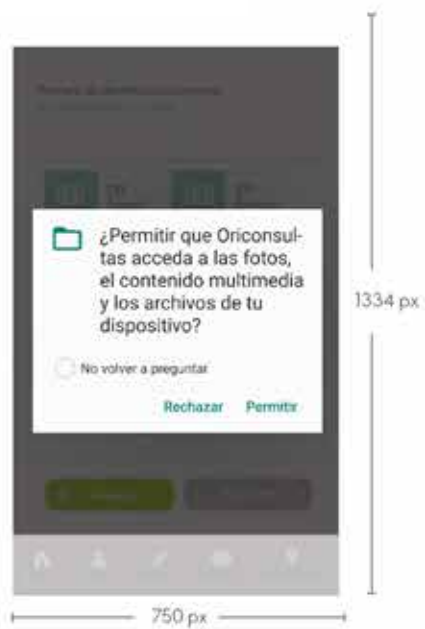 ¿Permitir que Oriconsul-
tas acceda a las fotos,
el contenido multimedia
y los archivos de tu
dispositivo?
No volver a preguntar
Rechazar Permitir
1334 px
750 px